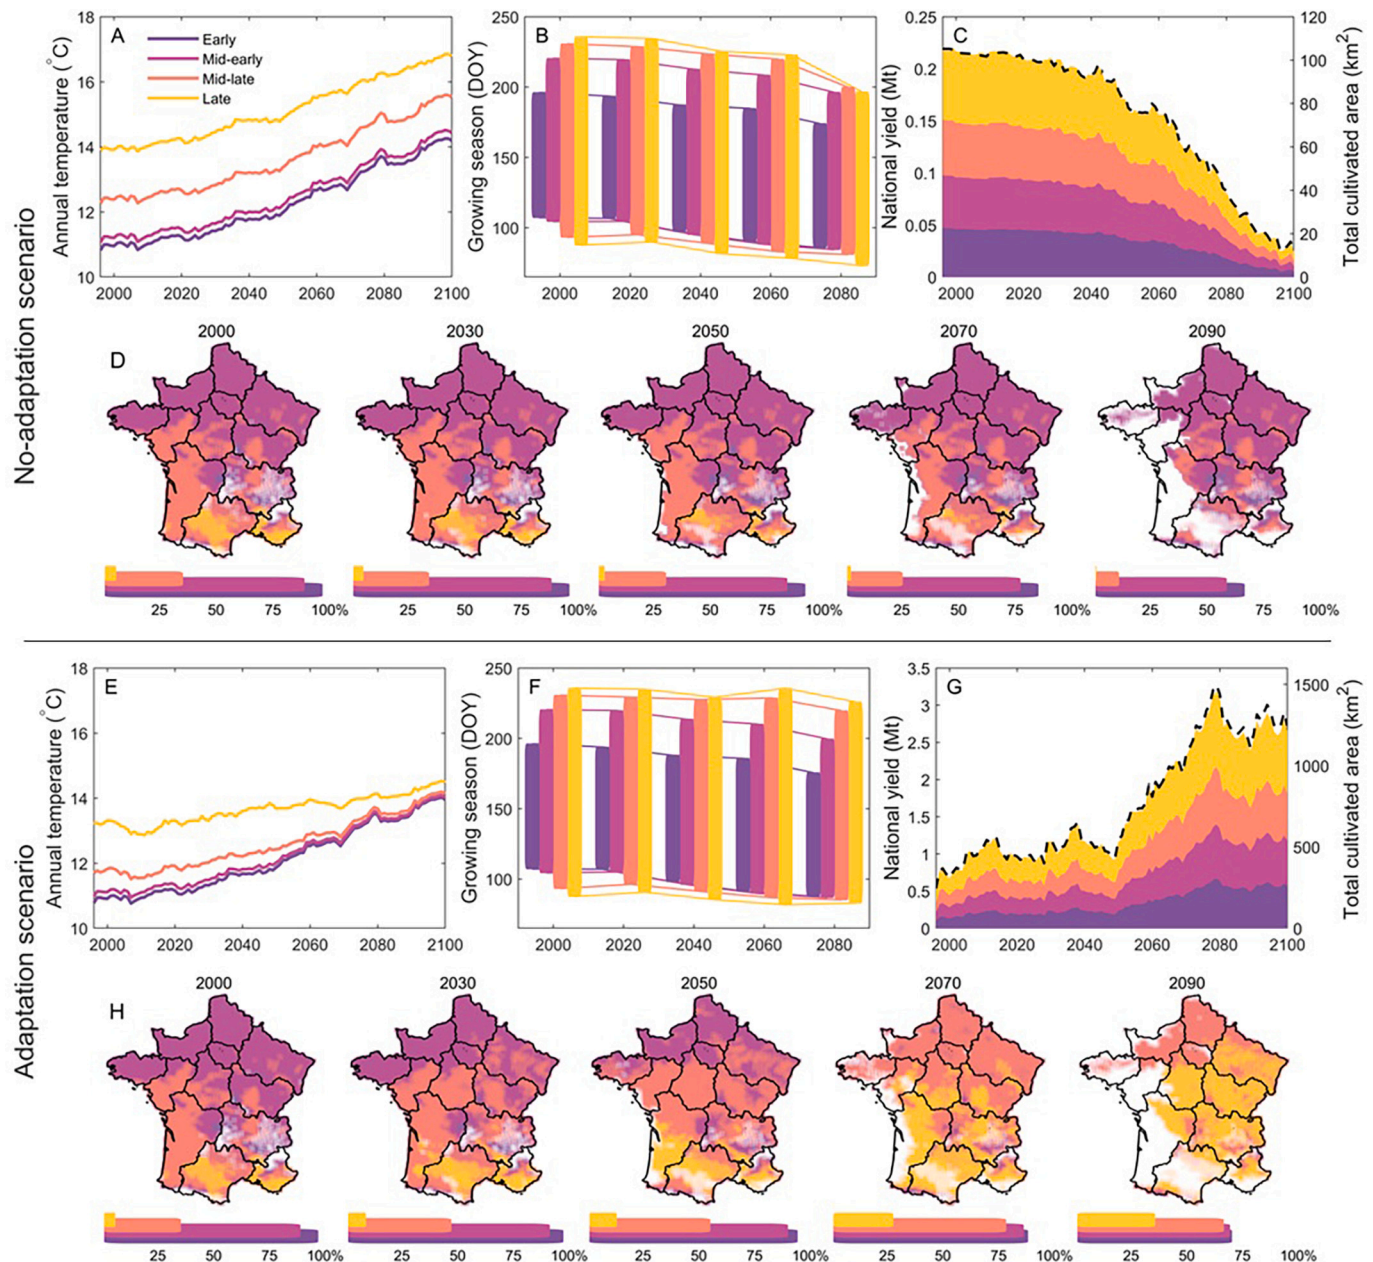 No-adaptation scenario
A
Early
Mid-early
Mid-late
Late
Annual temperature (°C)
18
16
14
12
10
2000 2020 2040 2060 2080 2100
B
Growing season (DOY)
250
200
150
100
2000 2020 2040 2060 2080
C
National yield (Mt)
0.25
0.2
0.15
0.1
0.05
0
Total cultivated area (km2)
120
100
80
60
40
20
0
2000 2020 2040 2060 2080 2100
D
2000 2030 2050 2070 2090
25 50 75 100% 25 50 75 100% 25 50 75 100% 25 50 75 100% 25 50 75 100%
Adaptation scenario
E
Annual temperature (°C)
18
16
14
12
10
2000 2020 2040 2060 2080 2100
F
Growing season (DOY)
250
200
150
100
2000 2020 2040 2060 2080
G
National yield (Mt)
3.5
3
2.5
2
1.5
1
0.5
0
Total cultivated area (km2)
1500
1000
500
0
2000 2020 2040 2060 2080 2100
H
2000 2030 2050 2070 2090
25 50 75 100% 25 50 75 100% 25 50 75 100% 25 50 75 100% 25 50 75 100%